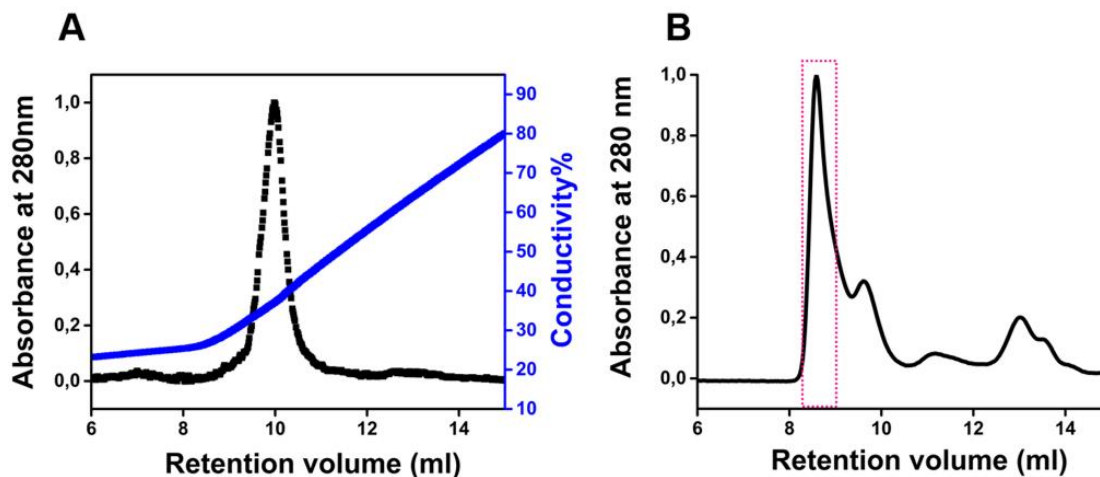 A
Absorbance at 280nm
1,0
0,8
0,6
0,4
0,2
0,0
90
80
70
60
50
40
30
20
10
Conductivity%
6 8 10 12 14
Retention volume (ml)
B
Absorbance at 280 nm
1,0
0,8
0,6
0,4
0,2
0,0
6 8 10 12 14
Retention volume (ml)